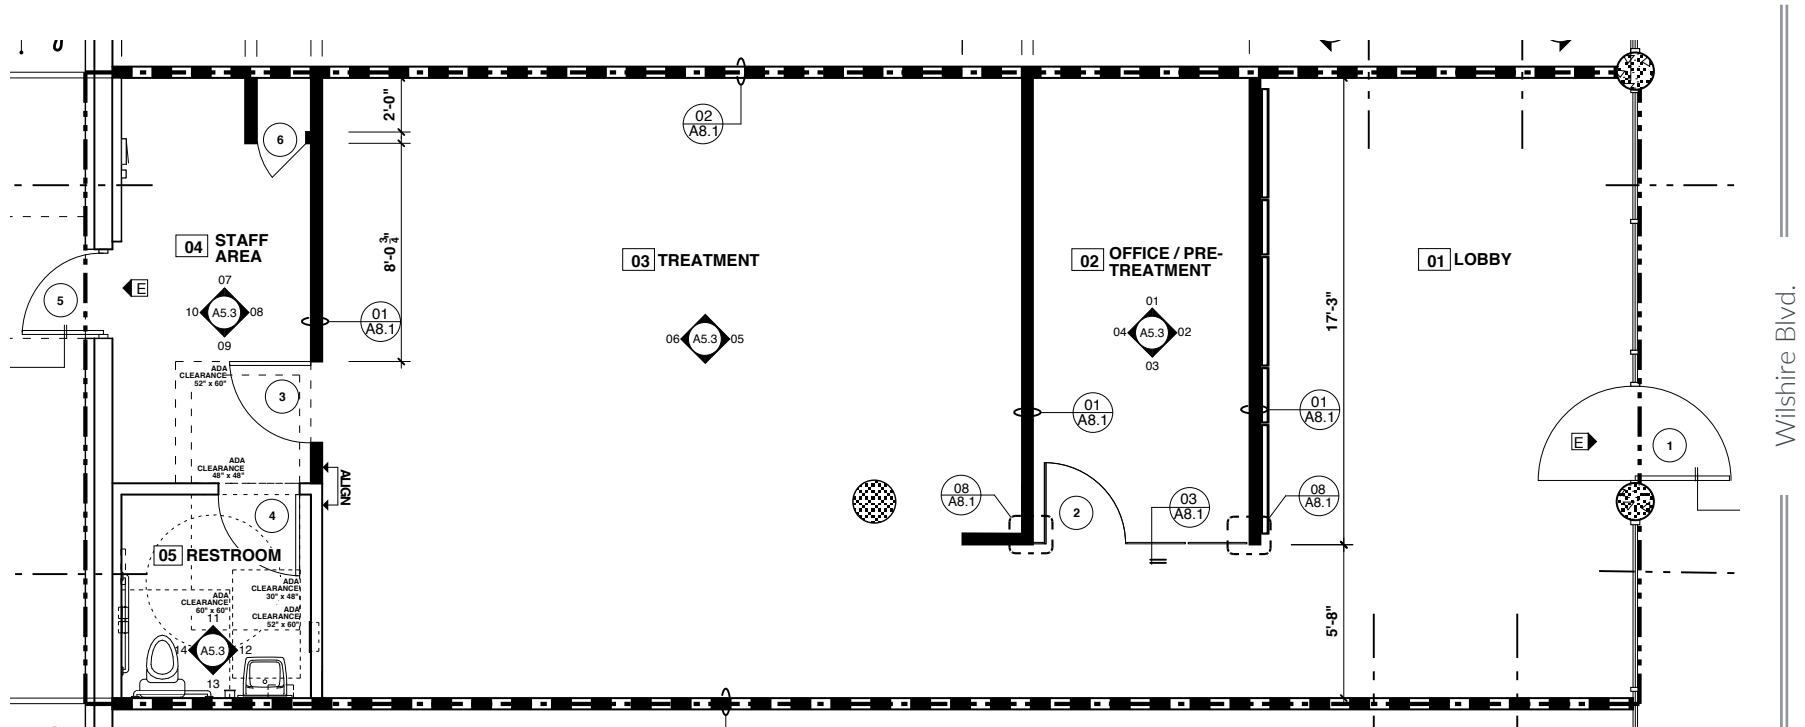 02
A8.1
2'-0"
6
04 STAFF
AREA
8'-0 3/4"
07
10 A5.3 08
09
E
5
01
A8.1
ADA
CLEARANCE
52" x 60"
3
ADA
CLEARANCE
48" x 48"
ALIGN
4
05 RESTROOM
ADA
CLEARANCE
30" x 48"
ADA
CLEARANCE
60" x 60"
ADA
CLEARANCE
52" x 60"
11
14 A5.3 12
13
03 TREATMENT
06 A5.3 05
02 OFFICE / PRE-
TREATMENT
01
04 A5.3 02
03
01
A8.1
08
A8.1
2
03
A8.1
01
A8.1
08
A8.1
01 LOBBY
17'-3"
5'-8"
E
1
Wilshire Blvd.